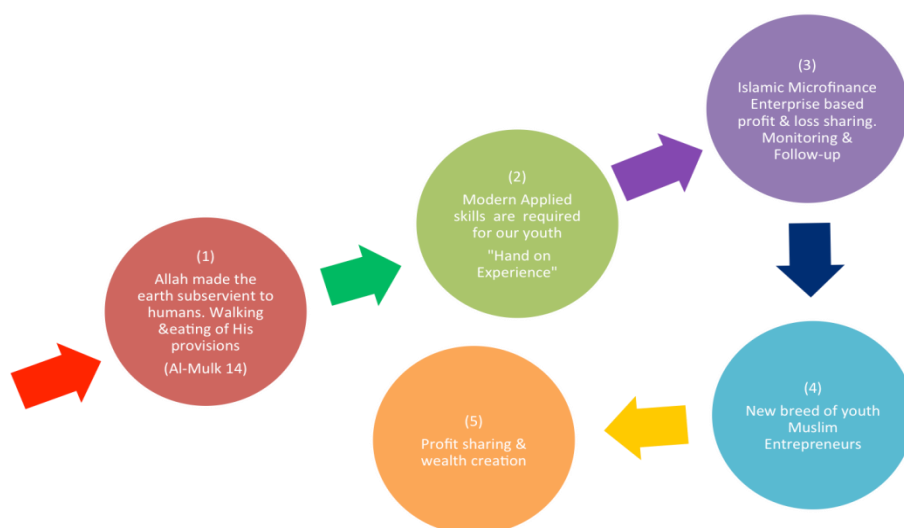 (1)
Allah made the
earth subservient to
humans. Walking
&eating of His
provisions
(Al-Mulk 14)
(2)
Modern Applied
skills are required
for our youth
"Hand on
Experience"
(3)
Islamic Microfinance
Enterprise based
profit & loss sharing.
Monitoring &
Follow-up
(4)
New breed of youth
Muslim
Entrepreneurs
(5)
Profit sharing &
wealth creation